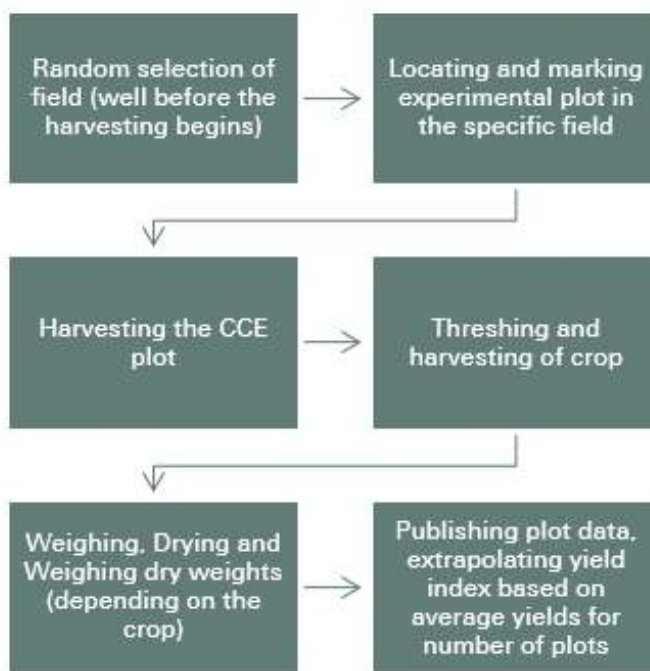 Random selection of
field (well before the
harvesting begins)
Locating and marking
experimental plot in
the specific field
Harvesting the CCE
plot
Threshing and
harvesting of crop
Weighing, Drying and
Weighing dry weights
(depending on the
crop)
Publishing plot data,
extrapolating yield
index based on
average yields for
number of plots